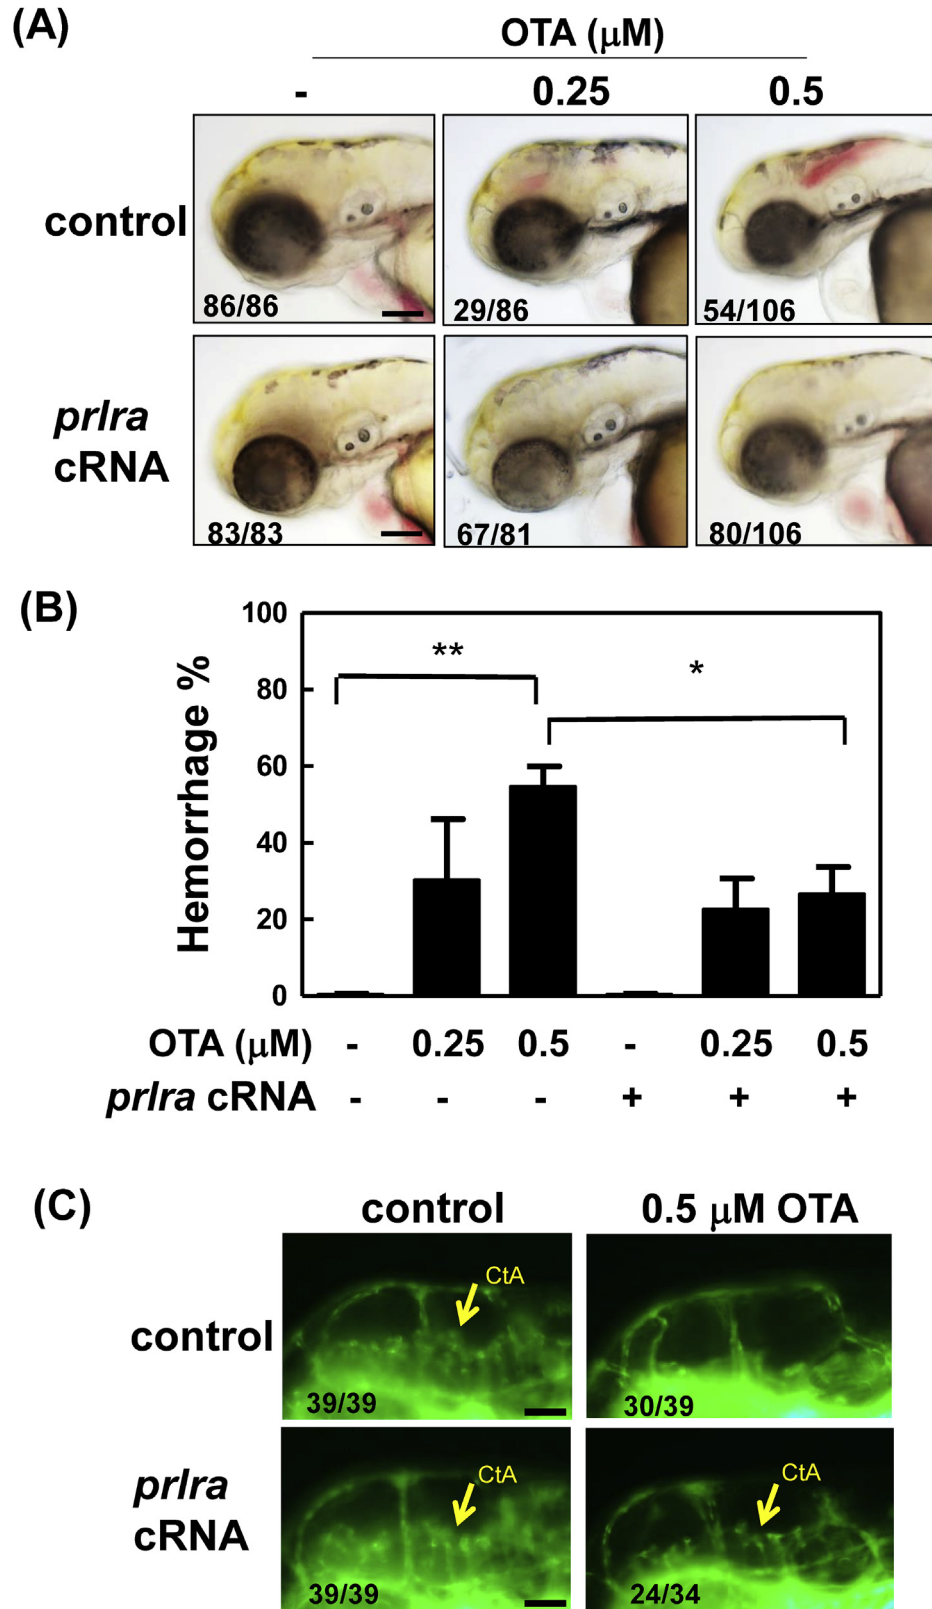 (A)
OTA (μM)
- 0.25 0.5
control
86/86 29/86 54/106
prlra
cRNA
83/83 67/81 80/106
(B)
Hemorrhage %
100
80
60
40
20
0
**
*
OTA (μM) - 0.25 0.5 - 0.25 0.5
prlra cRNA - - - + + +
(C)
control 0.5 μM OTA
control
CtA
39/39 30/39
prlra
cRNA
CtA CtA
39/39 24/34